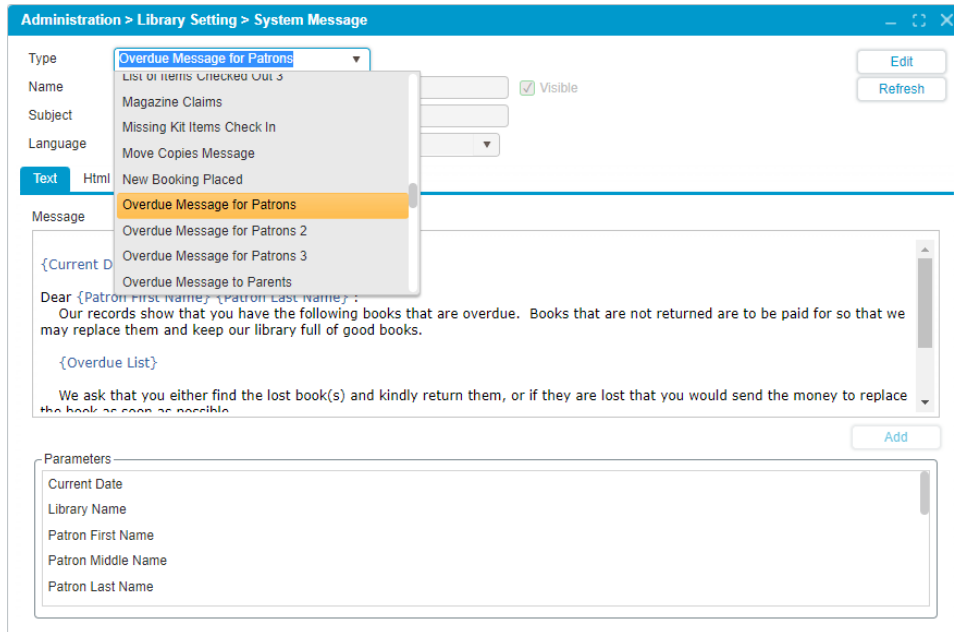 Administration > Library Setting > System Message
Type
Overdue Message for Patrons
Edit
List of Items Checked Out 3
Name
Visible
Refresh
Magazine Claims
Subject
Missing Kit Items Check In
Language
Move Copies Message
Text
Html
New Booking Placed
Overdue Message for Patrons
Message
Overdue Message for Patrons 2
Overdue Message for Patrons 3
{Current D
Overdue Message to Parents
Dear {Patron First Name} {Patron Last Name} :
Our records show that you have the following books that are overdue. Books that are not returned are to be paid for so that we
may replace them and keep our library full of good books.
{Overdue List}
We ask that you either find the lost book(s) and kindly return them, or if they are lost that you would send the money to replace
the book as soon as possible
Add
Parameters
Current Date
Library Name
Patron First Name
Patron Middle Name
Patron Last Name